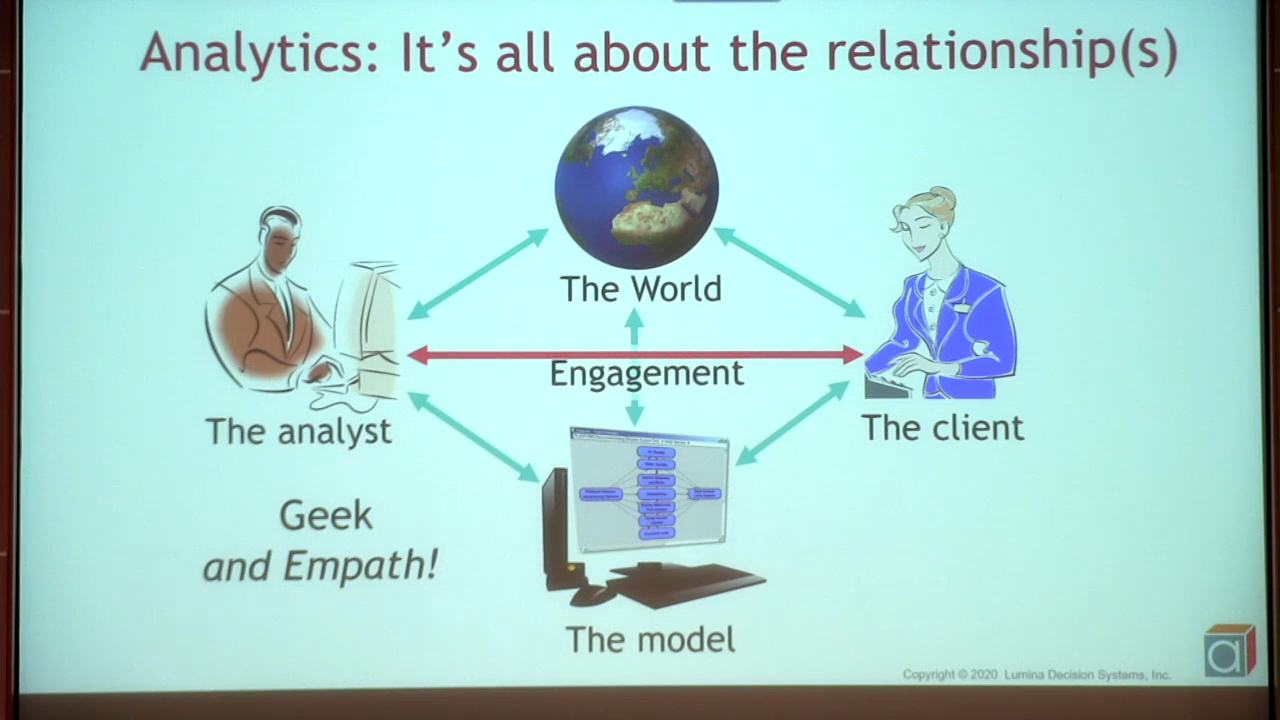 Analytics: It's all about the relationship(s)
The World
Engagement
The analyst
The client
Geek
and Empath!
The model
Copyright © 2020 Lumina Decision Systems, Inc.
a